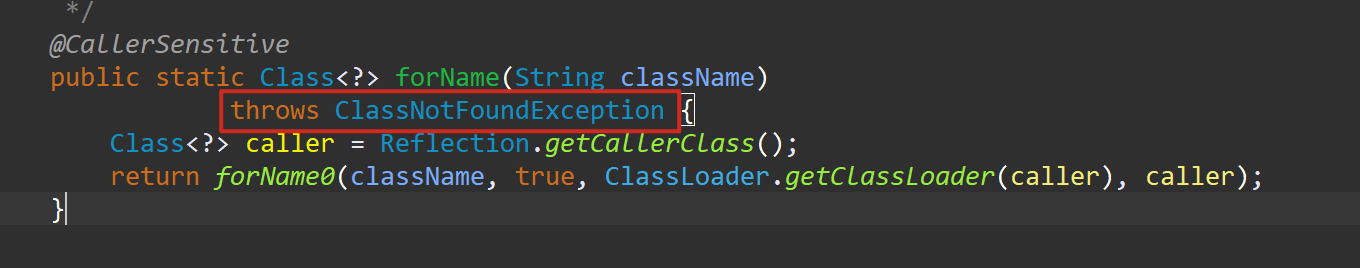 */
@CallerSensitive
public static Class<?> forName(String className)
throws ClassNotFoundException {
Class<?> caller = Reflection.getCallerClass();
return forName0(className, true, ClassLoader.getClassLoader(caller), caller);
}